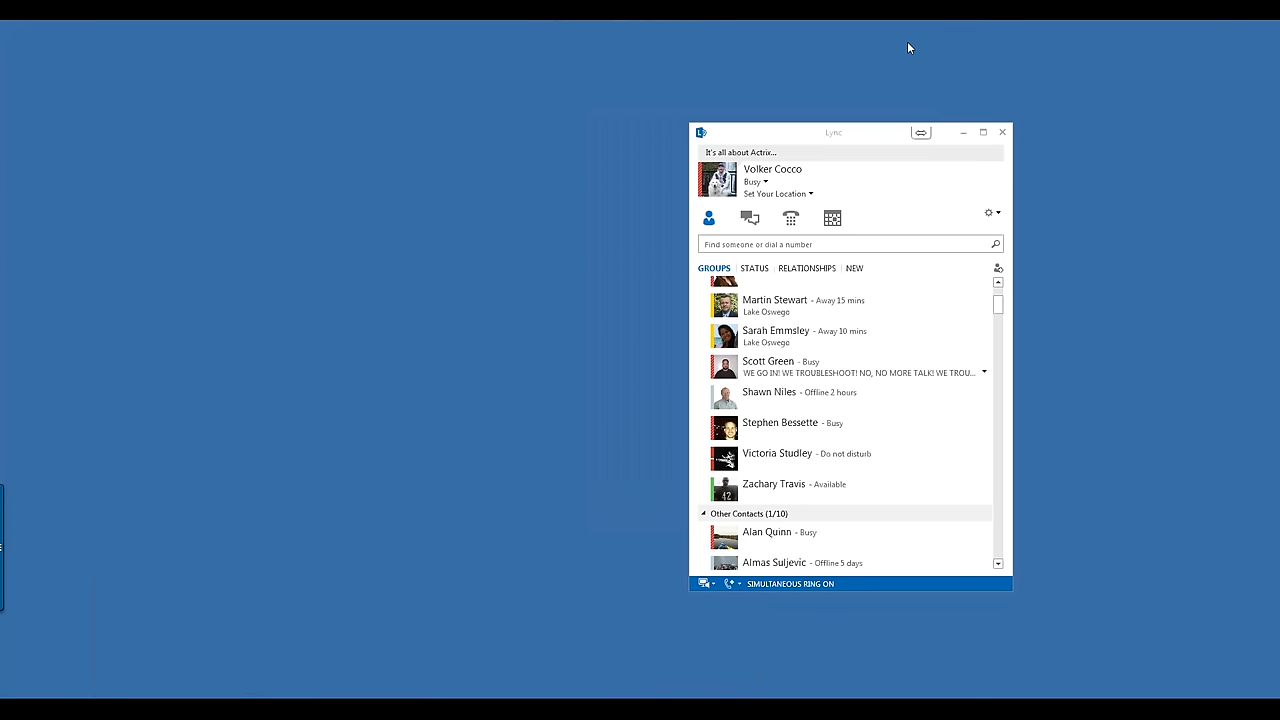 Lync
It's all about Actrix...
Volker Cocco
Busy
Set Your Location
Find someone or dial a number
GROUPS STATUS RELATIONSHIPS NEW
Martin Stewart - Away 15 mins
Lake Oswego
Sarah Emmsley - Away 10 mins
Lake Oswego
Scott Green - Busy
WE GO IN! WE TROUBLESHOOT! NO, NO MORE TALK! WE TROU...
Shawn Niles - Offline 2 hours
Stephen Bessette - Busy
Victoria Studley - Do not disturb
Zachary Travis - Available
42
Other Contacts (1/10)
Alan Quinn - Busy
Almas Suljevic - Offline 5 days
SIMULTANEOUS RING ON